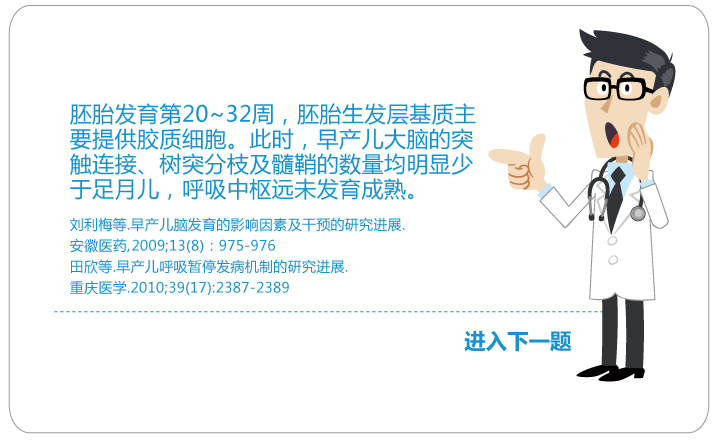 胚胎发育第20~32周，胚胎生发层基质主
要提供胶质细胞。此时，早产儿大脑的突
触连接、树突分枝及髓鞘的数量均明显少
于足月儿，呼吸中枢远未发育成熟。
刘利梅等.早产儿脑发育的影响因素及干预的研究进展.
安徽医药,2009;13(8)：975-976
田欣等.早产儿呼吸暂停发病机制的研究进展.
重庆医学.2010;39(17):2387-2389
进入下一题